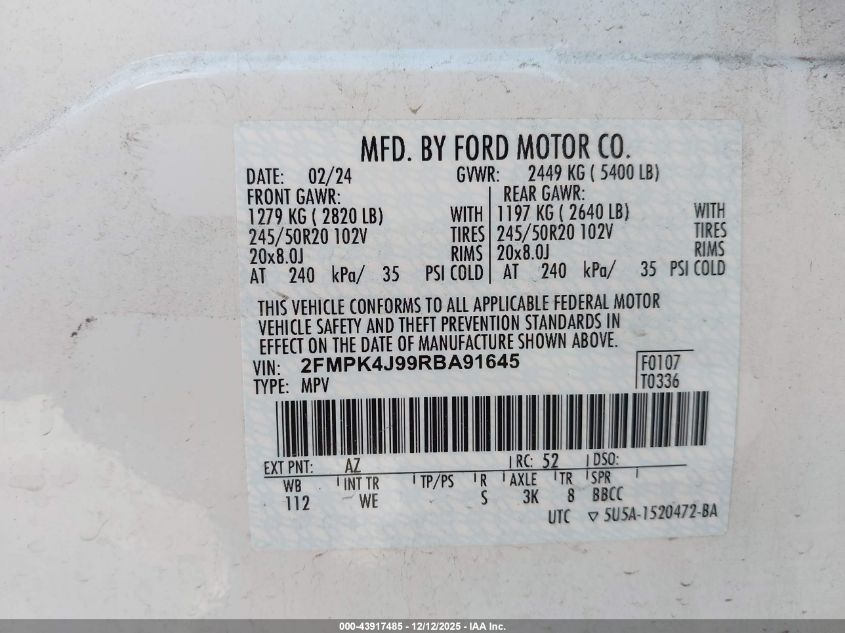 MFD. BY FORD MOTOR CO.
DATE: 02/24 GVWR: 2449 KG ( 5400 LB)
FRONT GAWR: REAR GAWR:
1279 KG ( 2820 LB) WITH 1197 KG ( 2640 LB) WITH
245/50R20 102V TIRES 245/50R20 102V TIRES
20x8.0J RIMS 20x8.0J RIMS
AT 240 kPa/ 35 PSI COLD AT 240 kPa/ 35 PSI COLD
THIS VEHICLE CONFORMS TO ALL APPLICABLE FEDERAL MOTOR
VEHICLE SAFETY AND THEFT PREVENTION STANDARDS IN
EFFECT ON THE DATE OF MANUFACTURE SHOWN ABOVE.
VIN: 2FMPK4J99RBA91645 F0107
TYPE: MPV T0336
EXT PNT: AZ RC: 52 DSO:
WB INT TR TP/PS R AXLE TR SPR
112 WE S 3K 8 BBCC
UTC ▽ 5U5A-1520472-BA
000-43917485 - 12/12/2025 - IAA Inc.